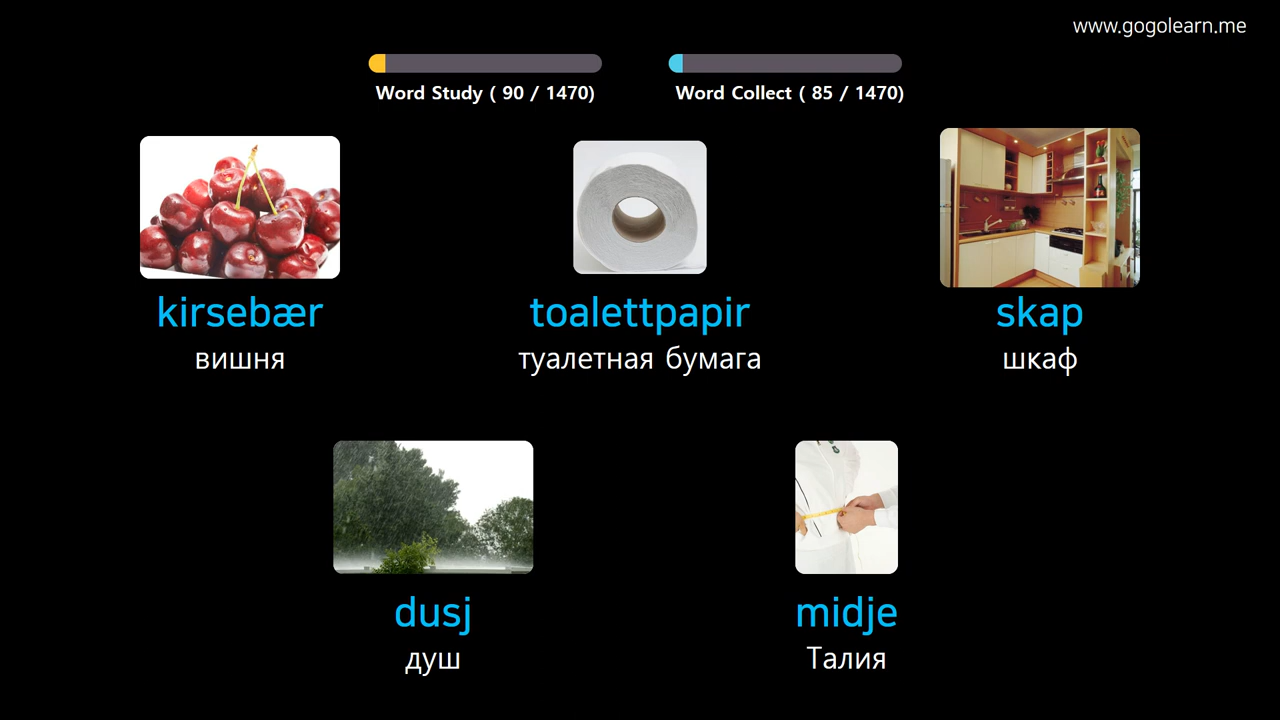 www.gogolearn.me
Word Study ( 90 / 1470)
Word Collect ( 85 / 1470)
kirsebær
вишня
toalettpapir
туалетная бумага
skap
шкаф
dusj
душ
midje
Талия